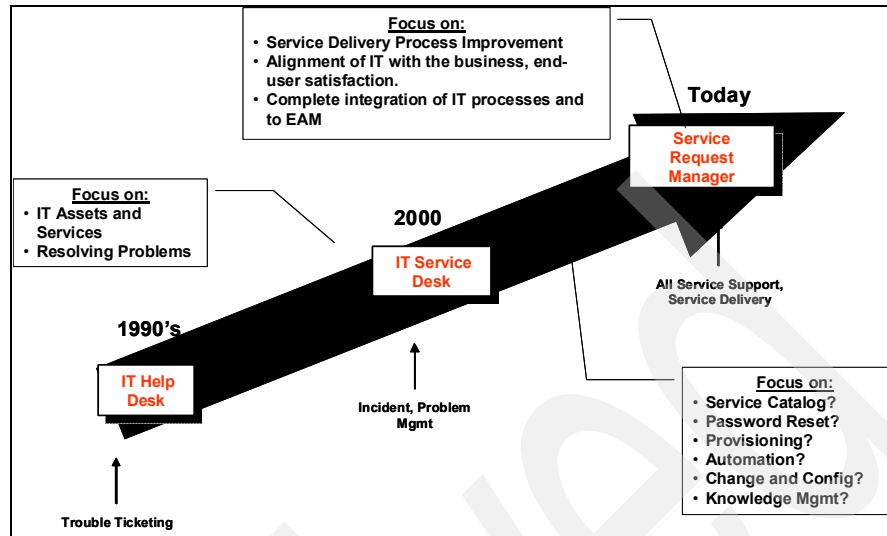 Focus on:
• Service Delivery Process Improvement
• Alignment of IT with the business, end-
user satisfaction.
• Complete integration of IT processes and
to EAM
Today
Service
Request
Manager
Focus on:
• IT Assets and
Services
• Resolving Problems
2000
IT Service
Desk
All Service Support,
Service Delivery
1990's
IT Help
Desk
Incident, Problem
Mgmt
Focus on:
• Service Catalog?
• Password Reset?
• Provisioning?
• Automation?
• Change and Config?
• Knowledge Mgmt?
Trouble Ticketing